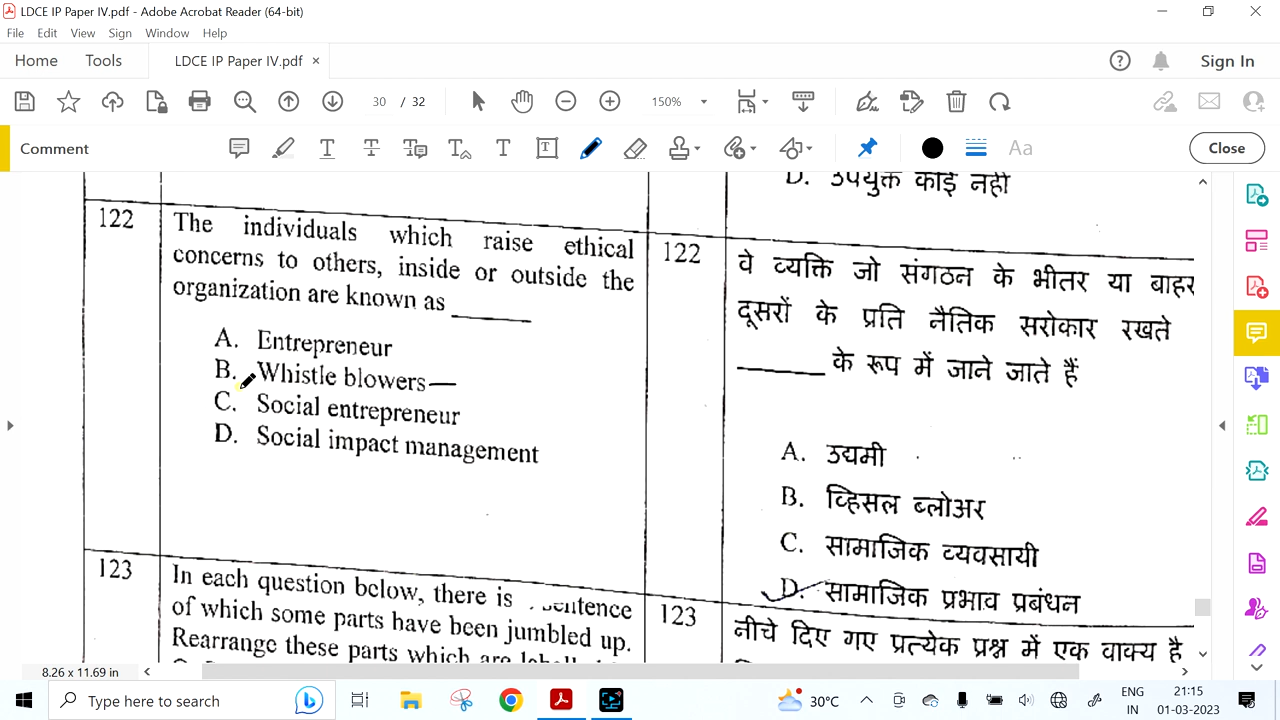 LDCE IP Paper IV.pdf - Adobe Acrobat Reader (64-bit)
File Edit View Sign Window Help
Home Tools LDCE IP Paper IV.pdf × Sign In
30 / 32 150%
Comment Aa Close
D. उपर्युक्त कोई नहीं
122 The individuals which raise ethical
concerns to others, inside or outside the
organization are known as ______
A. Entrepreneur
B. Whistle blowers
C. Social entrepreneur
D. Social impact management
122 वे व्यक्ति जो संगठन के भीतर या बाहर
दूसरों के प्रति नैतिक सरोकार रखते
______ के रूप में जाने जाते हैं
A. उद्यमी
B. व्हिसल ब्लोअर
C. सामाजिक व्यवसायी
D. सामाजिक प्रभाव प्रबंधन
123 In each question below, there is sentence
of which some parts have been jumbled up.
Rearrange these parts which are
123 नीचे दिए गए प्रत्येक प्रश्न में एक वाक्य है
8.26 x 11.69 in
Type here to search
30°C
ENG
IN
21:15
01-03-2023